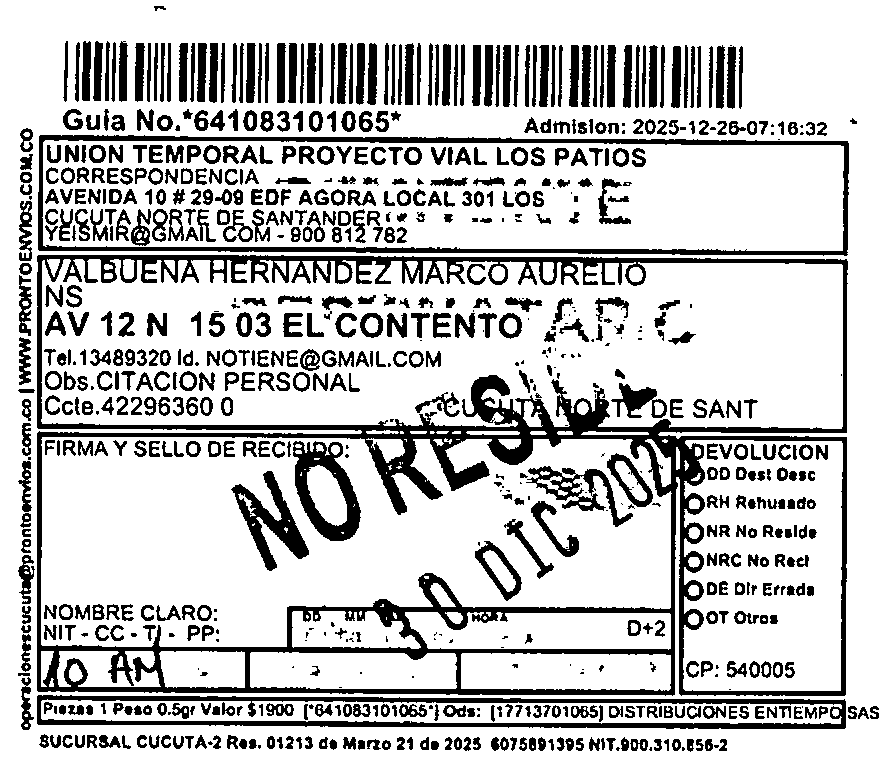 Guia No.*641083101065*
Admision: 2025-12-26-07:16:32
UNION TEMPORAL PROYECTO VIAL LOS PATIOS
CORRESPONDENCIA
AVENIDA 10 # 29-09 EDF AGORA LOCAL 301 LOS
CUCUTA NORTE DE SANTANDER
YEISMIR@GMAIL COM - 900 812 782
VALBUENA HERNANDEZ MARCO AURELIO
NS
AV 12 N 15 03 EL CONTENTO
Tel.13489320 Id. NOTIENE@GMAIL.COM
Obs.CITACION PERSONAL
Ccte.42296360 0
CUCUTA NORTE DE SANT
NO RESIDE
30 DIC 2025
FIRMA Y SELLO DE RECIBIDO:
DEVOLUCION
DD Dest Desc
RH Rehusado
NR No Reside
NRC No Recl
DE Dir Errada
OT Otros
NOMBRE CLARO:
NIT - CC - TI - PP:
DD MM
HORA
D+2
10 AM
CP: 540005
Piezas 1 Peso 0.5gr Valor $1900 [*641083101065*] Ods: [17713701065] DISTRIBUCIONES ENTIEMPO SAS
SUCURSAL CUCUTA-2 Res. 01213 de Marzo 21 de 2025 6075891395 NIT.900.310.856-2
operacionescucuta@prontoenvios.com.co | WWW.PRONTOENVIOS.COM.CO